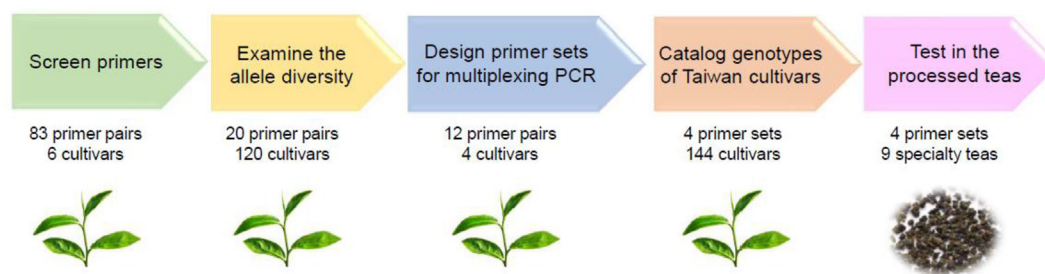 Screen primers
Examine the
allele diversity
Design primer sets
for multiplexing PCR
Catalog genotypes
of Taiwan cultivars
Test in the
processed teas
83 primer pairs
6 cultivars
20 primer pairs
120 cultivars
12 primer pairs
4 cultivars
4 primer sets
144 cultivars
4 primer sets
9 specialty teas